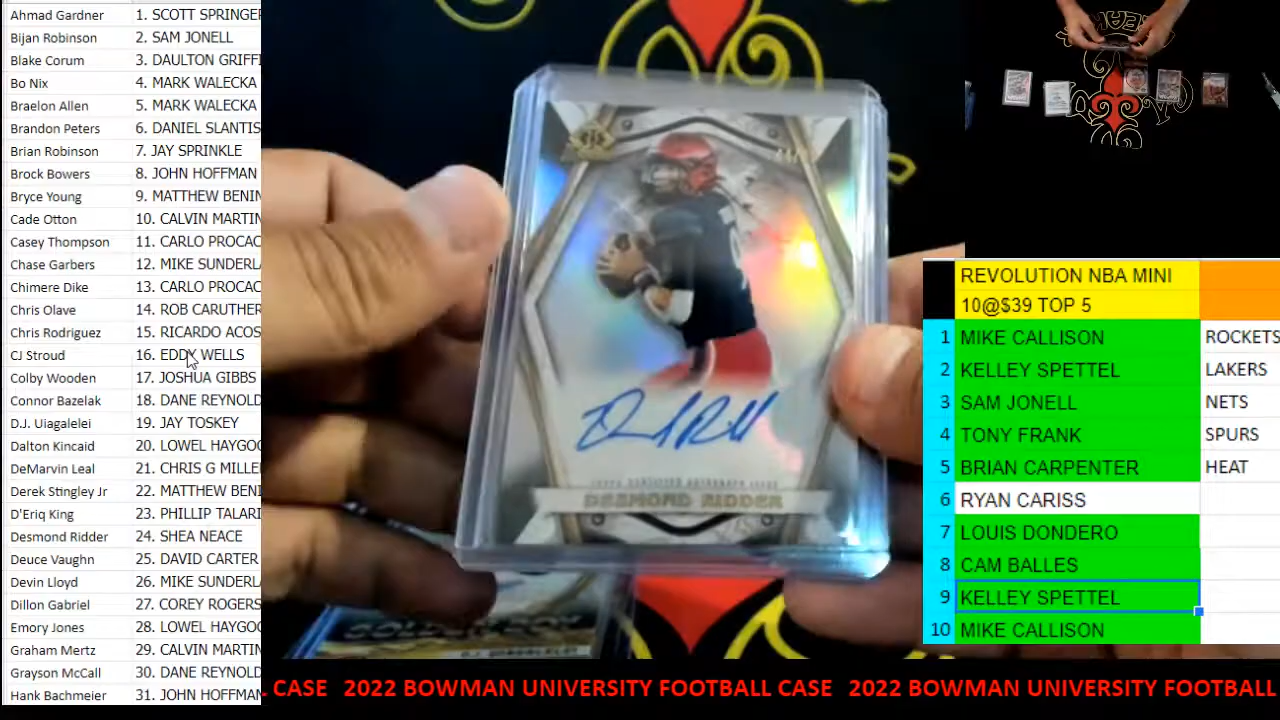 Ahmad Gardner 1. SCOTT SPRINGE
Bijan Robinson 2. SAM JONELL
Blake Corum 3. DAULTON GRIFF
Bo Nix 4. MARK WALECKA
Braelon Allen 5. MARK WALECKA
Brandon Peters 6. DANIEL SLANTIS
Brian Robinson 7. JAY SPRINKLE
Brock Bowers 8. JOHN HOFFMAN
Bryce Young 9. MATTHEW BENIN
Cade Otton 10. CALVIN MARTIN
Casey Thompson 11. CARLO PROCAC
Chase Garbers 12. MIKE SUNDERL
Chimere Dike 13. CARLO PROCAC
Chris Olave 14. ROB CARUTHER
Chris Rodriguez 15. RICARDO ACOS
CJ Stroud 16. EDDY WELLS
Colby Wooden 17. JOSHUA GIBBS
Connor Bazelak 18. DANE REYNOLD
D.J. Uiagalelei 19. JAY TOSKEY
Dalton Kincaid 20. LOWEL HAYGO
DeMarvin Leal 21. CHRIS G MILLE
Derek Stingley Jr 22. MATTHEW BENI
D'Eriq King 23. PHILLIP TALARI
Desmond Ridder 24. SHEA NEACE
Deuce Vaughn 25. DAVID CARTER
Devin Lloyd 26. MIKE SUNDERL
Dillon Gabriel 27. COREY ROGERS
Emory Jones 28. LOWEL HAYGO
Graham Mertz 29. CALVIN MARTIN
Grayson McCall 30. DANE REYNOLD
Hank Bachmeier 31. JOHN HOFFMAN
TOPPS CERTIFIED AUTOGRAPH ISSUE
DESMOND RIDDER
REVOLUTION NBA MINI
10@$39 TOP 5
1 MIKE CALLISON ROCKETS
2 KELLEY SPETTEL LAKERS
3 SAM JONELL NETS
4 TONY FRANK SPURS
5 BRIAN CARPENTER HEAT
6 RYAN CARISS
7 LOUIS DONDERO
8 CAM BALLES
9 KELLEY SPETTEL
10 MIKE CALLISON
CASE 2022 BOWMAN UNIVERSITY FOOTBALL CASE 2022 BOWMAN UNIVERSITY FOOTBALL